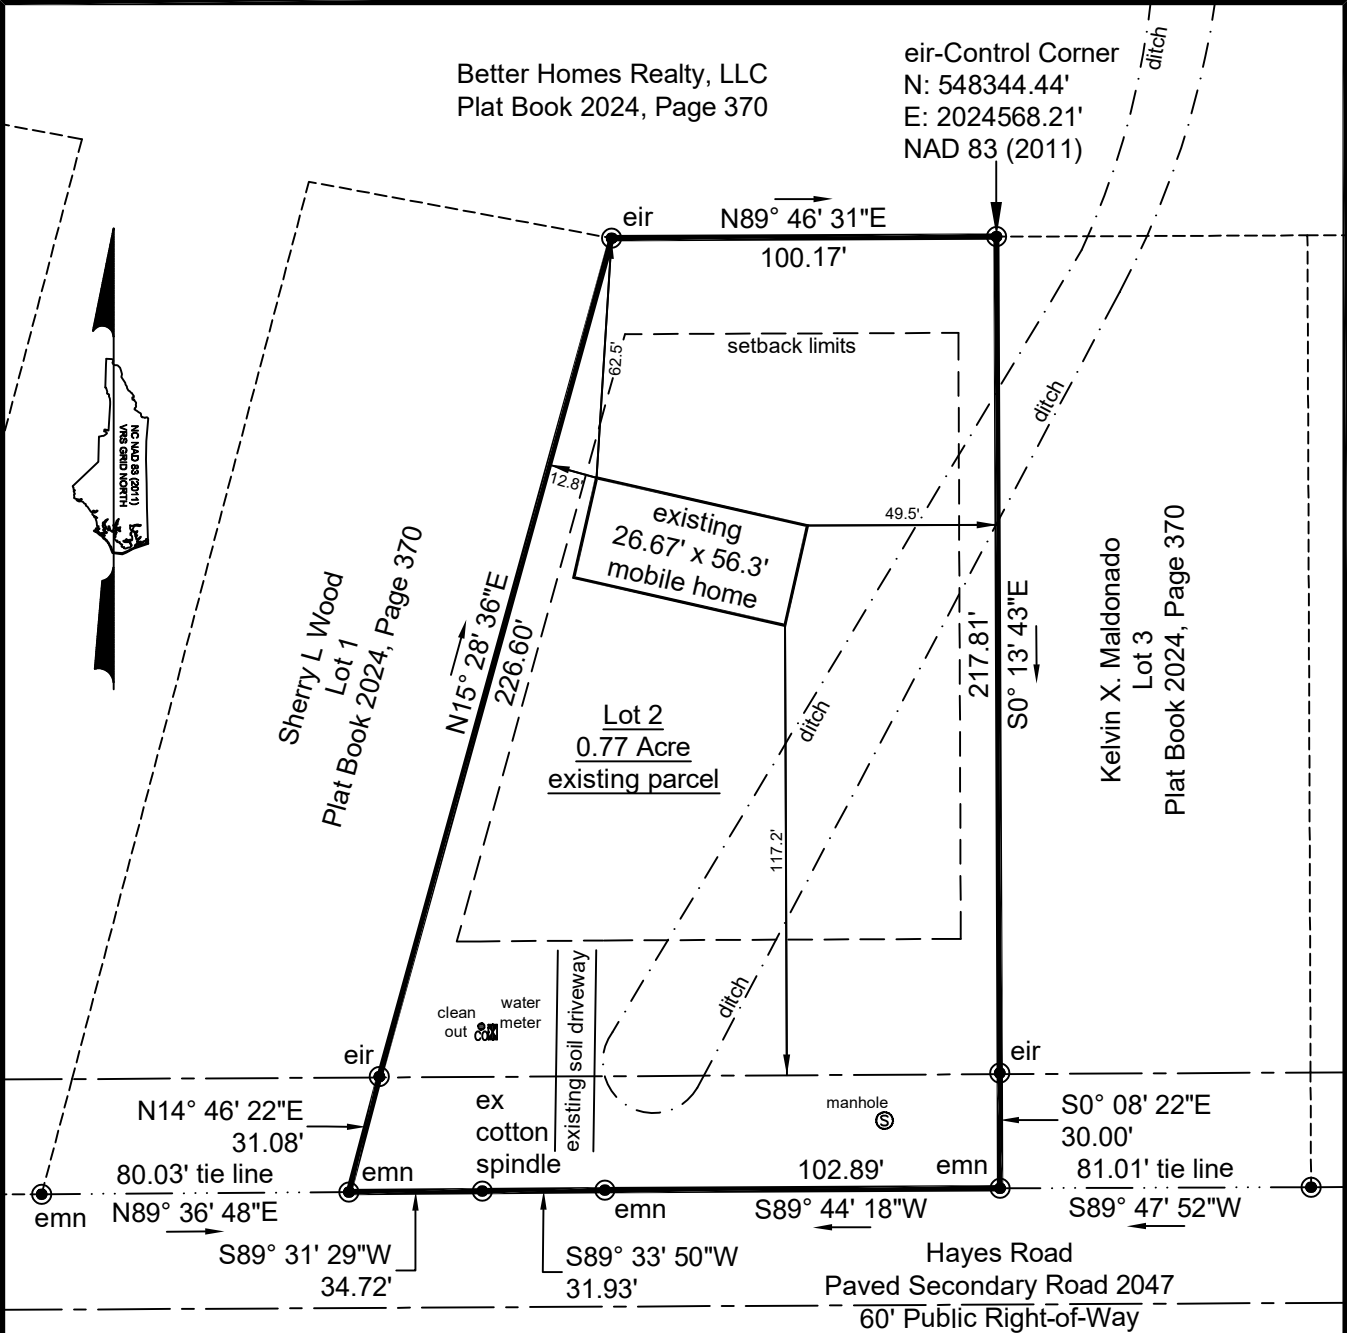 Better Homes Realty, LLC
Plat Book 2024, Page 370
eir-Control Corner
N: 548344.44'
E: 2024568.21'
NAD 83 (2011)
ditch
eir
N89° 46' 31"E
100.17'
setback limits
62.5'
ditch
NC NAD 83 (2011)
VRS GRID NORTH
12.8'
49.5'
existing
26.67' x 56.3'
mobile home
Sherry L Wood
Lot 1
Plat Book 2024, Page 370
N15° 28' 36"E
226.60'
217.81'
S0° 13' 43"E
Kelvin X. Maldonado
Lot 3
Plat Book 2024, Page 370
Lot 2
0.77 Acre
existing parcel
ditch
117.2'
ditch
clean
out
water
meter
existing soil driveway
eir
eir
N14° 46' 22"E
31.08'
ex
cotton
spindle
manhole
S
S0° 08' 22"E
30.00'
80.03' tie line
emn
102.89'
emn
81.01' tie line
emn
N89° 36' 48"E
emn
S89° 44' 18"W
S89° 47' 52"W
S89° 31' 29"W
34.72'
S89° 33' 50"W
31.93'
Hayes Road
Paved Secondary Road 2047
60' Public Right-of-Way